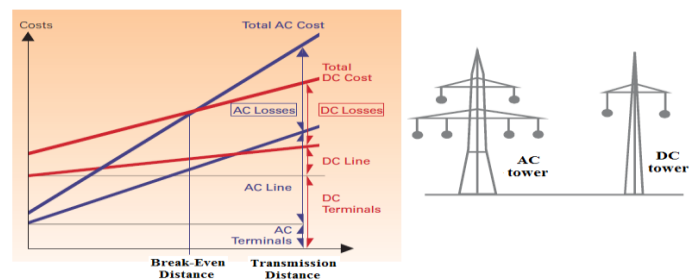 Costs
Total AC Cost
Total
DC Cost
AC Losses
DC Losses
DC Line
AC Line
DC
Terminals
AC
Terminals
Break-Even
Distance
Transmission
Distance
AC
tower
DC
tower